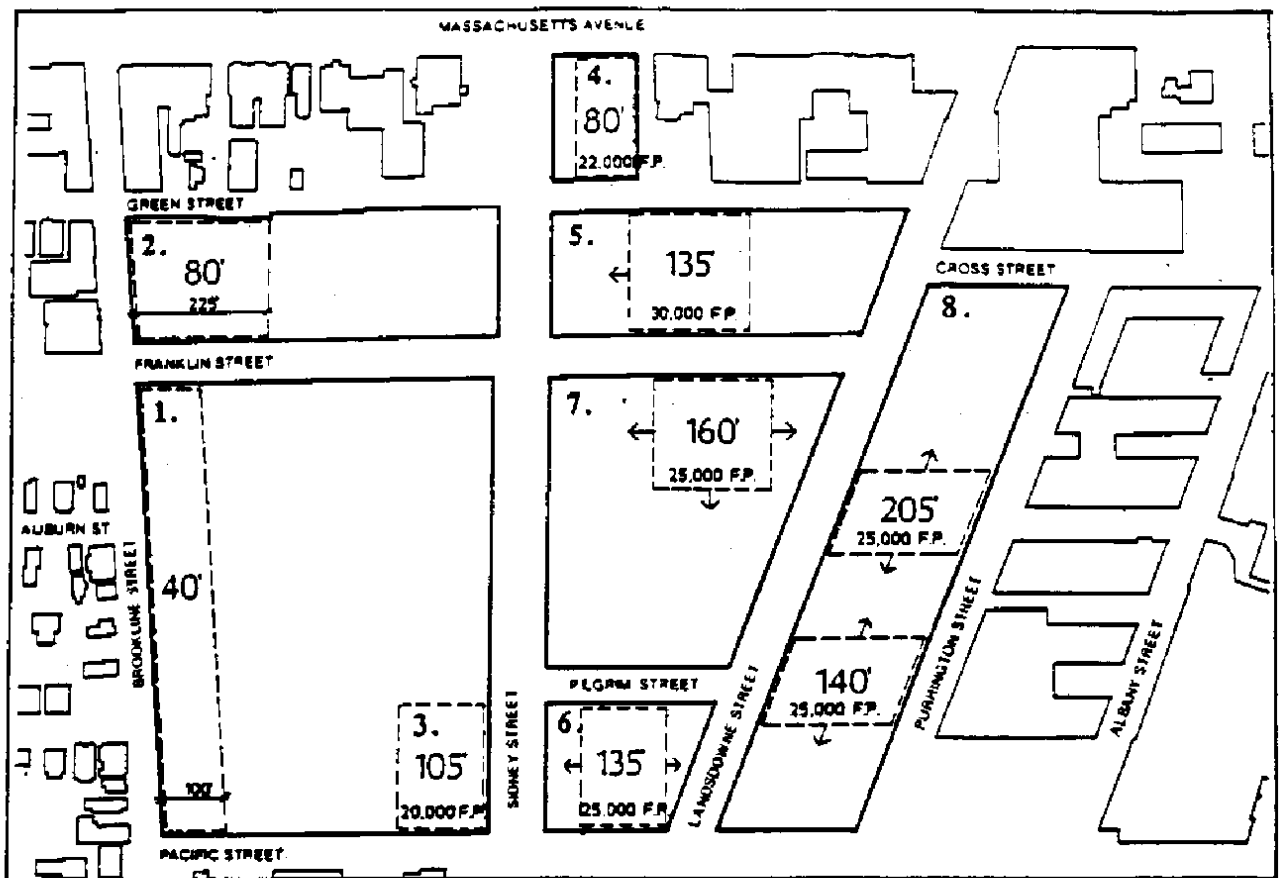 MASSACHUSETTS AVENUE
4.
80'
22,000 F.P.
GREEN STREET
2.
80'
225'
5.
135'
30,000 F.P.
CROSS STREET
8.
FRANKLIN STREET
1.
7.
160'
25,000 F.P.
205'
25,000 F.P.
AUBURN ST
BROOKLINE STREET
40'
PILGRIM STREET
140'
25,000 F.P.
PURRINGTON STREET
ALBANY STREET
3.
105'
20,000 F.P.
SIDNEY STREET
6.
135'
25,000 F.P.
LANDSDOWNE STREET
100'
PACIFIC STREET